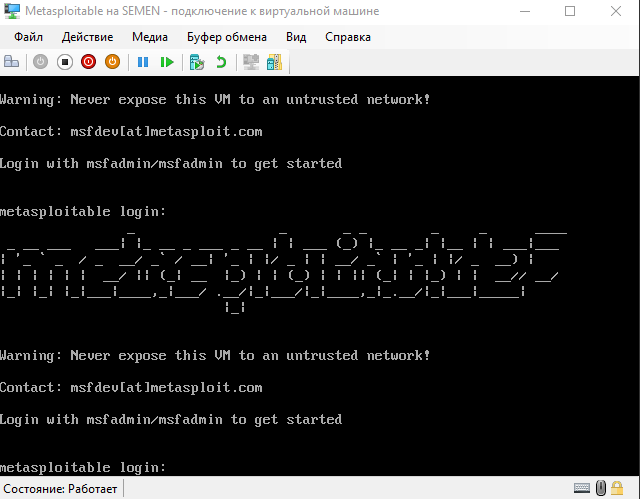 Metasploitable на SEMEN - подключение к виртуальной машине
Файл Действие Медиа Буфер обмена Вид Справка
Warning: Never expose this VM to an untrusted network!
Contact: msfdev[at]metasploit.com
Login with msfadmin/msfadmin to get started
metasploitable login:
metasploitable2
Warning: Never expose this VM to an untrusted network!
Contact: msfdev[at]metasploit.com
Login with msfadmin/msfadmin to get started
metasploitable login:
Состояние: Работает